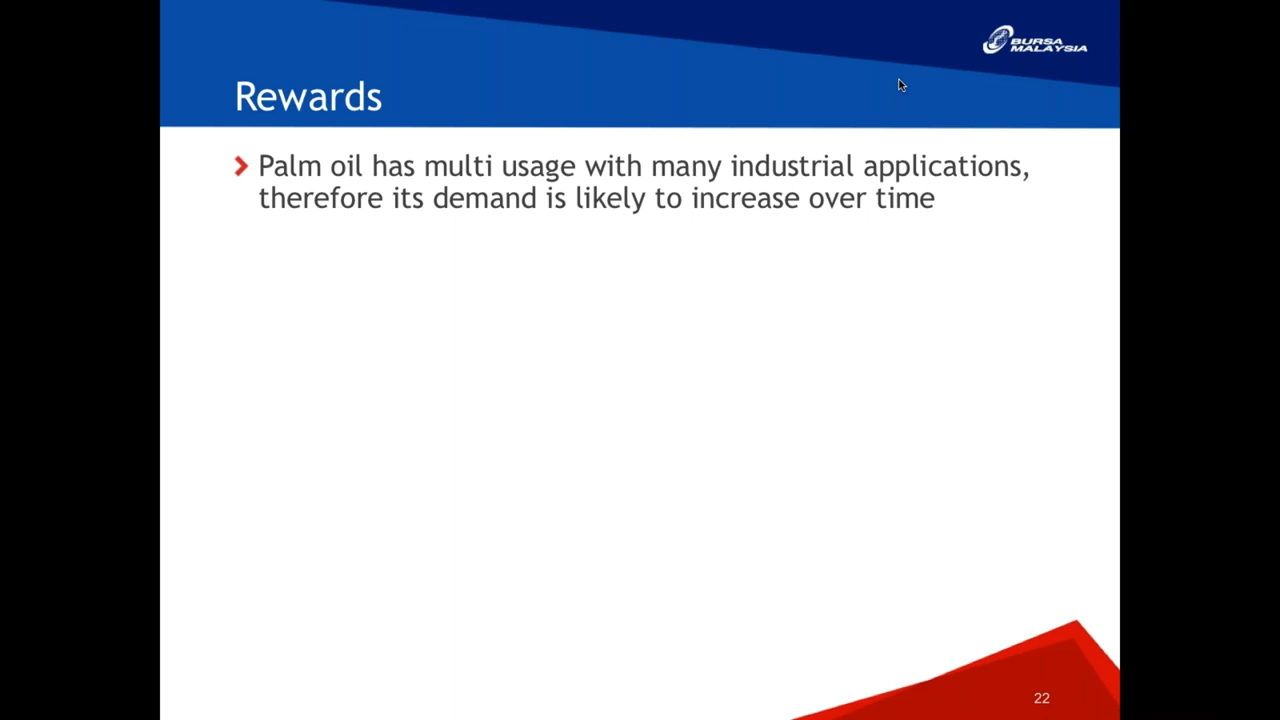 BURSA
MALAYSIA
Rewards
Palm oil has multi usage with many industrial applications,
therefore its demand is likely to increase over time
22